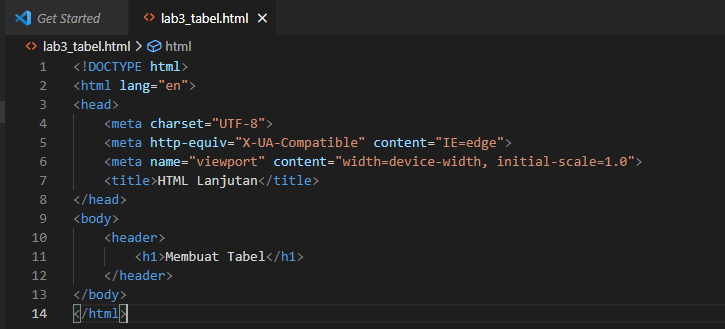 Get Started
lab3_tabel.html
lab3_tabel.html > html
1 <!DOCTYPE html>
2 <html lang="en">
3 <head>
4     <meta charset="UTF-8">
5     <meta http-equiv="X-UA-Compatible" content="IE=edge">
6     <meta name="viewport" content="width=device-width, initial-scale=1.0">
7     <title>HTML Lanjutan</title>
8 </head>
9 <body>
10     <header>
11         <h1>Membuat Tabel</h1>
12     </header>
13 </body>
14 </html>